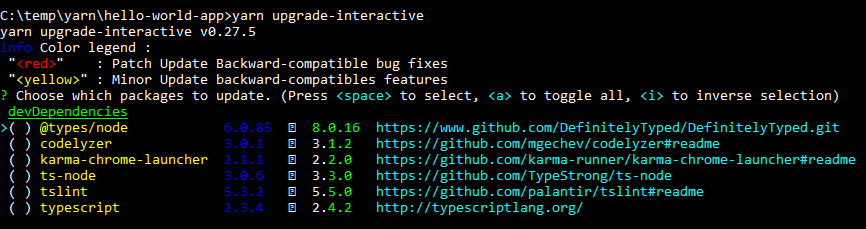 C:\temp\yarn\hello-world-app>yarn upgrade-interactive
yarn upgrade-interactive v0.27.5
info Color legend :
 "<red>"    : Patch Update Backward-compatible bug fixes
 "<yellow>" : Minor Update Backward-compatibles features
? Choose which packages to update. (Press <space> to select, <a> to toggle all, <i> to inverse selection)
 devDependencies
>( ) @types/node           6.0.85  ⍰  8.0.16  https://www.github.com/DefinitelyTyped/DefinitelyTyped.git
 ( ) codelyzer             3.0.1   ⍰  3.1.2   https://github.com/mgechev/codelyzer#readme
 ( ) karma-chrome-launcher 2.1.1   ⍰  2.2.0   https://github.com/karma-runner/karma-chrome-launcher#readme
 ( ) ts-node               3.0.6   ⍰  3.3.0   https://github.com/TypeStrong/ts-node
 ( ) tslint                5.3.2   ⍰  5.5.0   https://github.com/palantir/tslint#readme
 ( ) typescript            2.3.4   ⍰  2.4.2   http://typescriptlang.org/